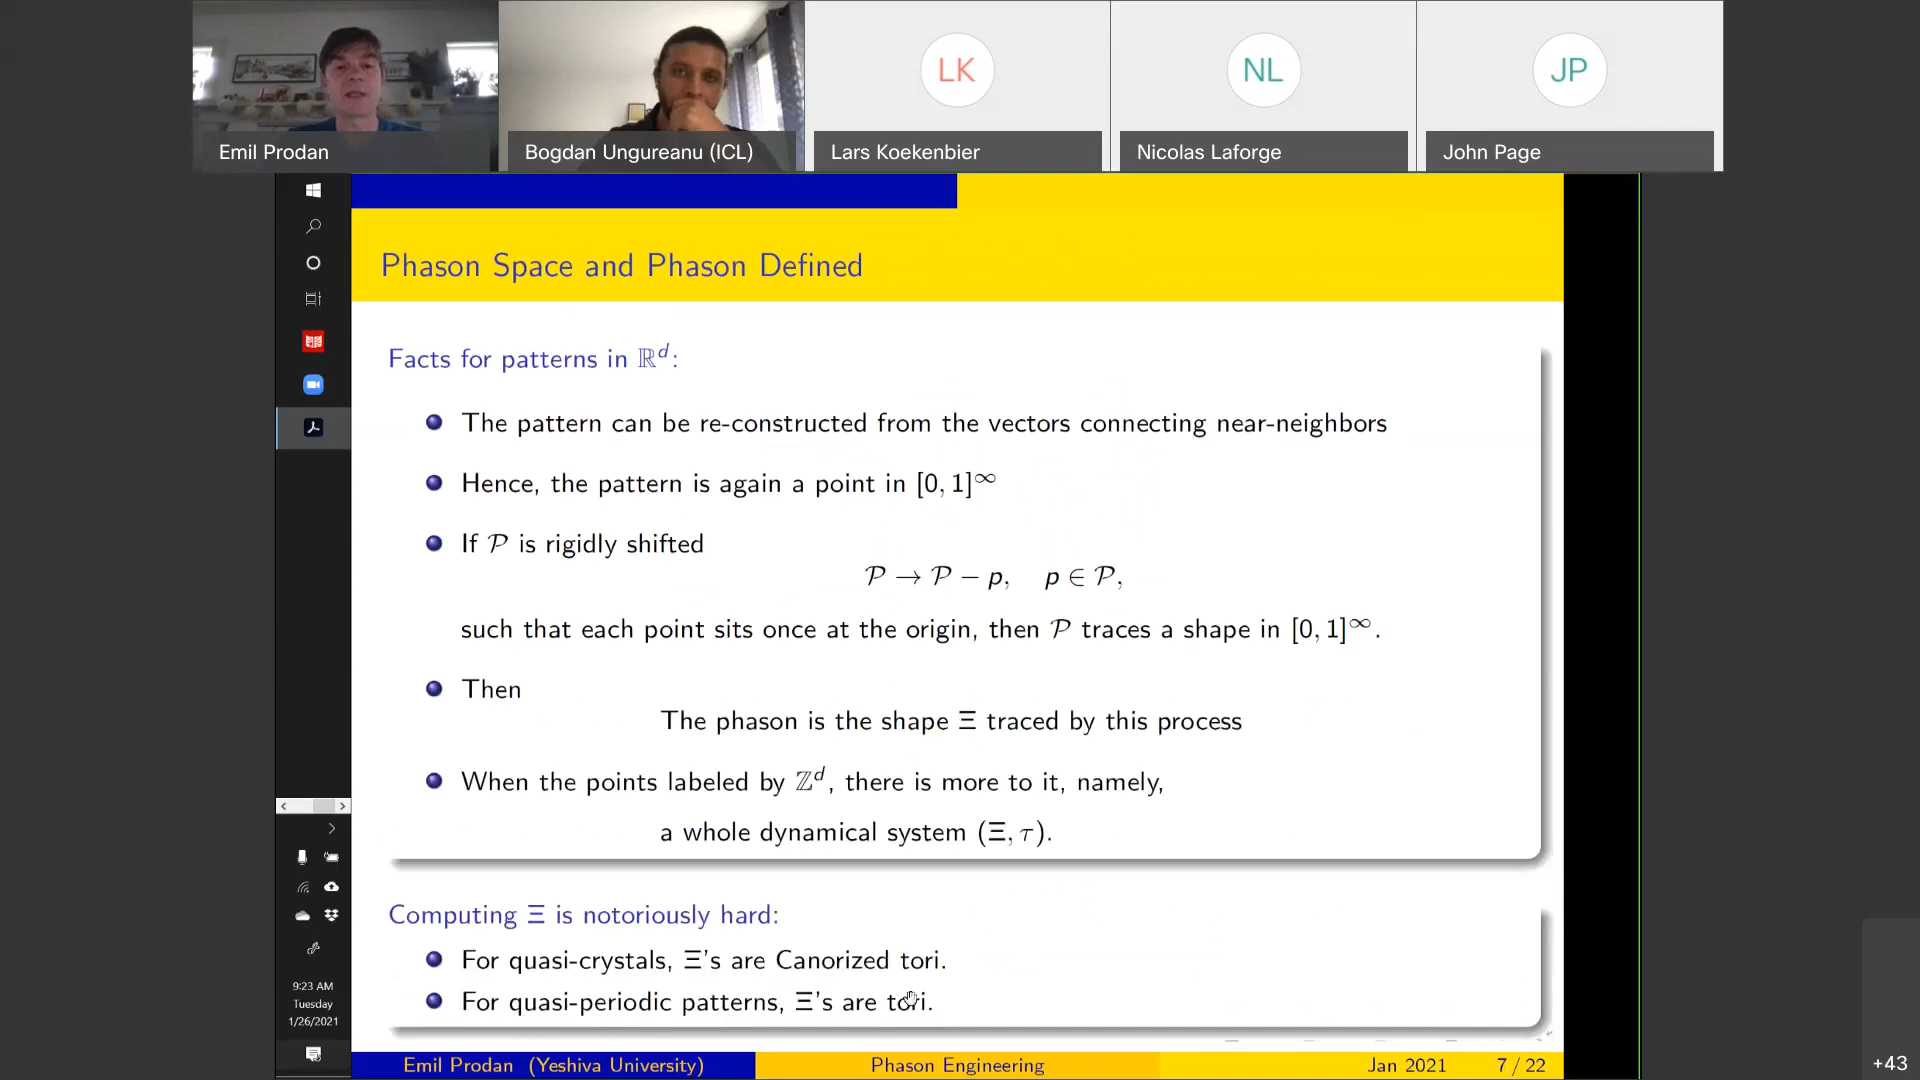 LK
NL
JP
Emil Prodan
Bogdan Ungureanu (ICL)
Lars Koekenbier
Nicolas Laforge
John Page
Phason Space and Phason Defined
Facts for patterns in ℝᵈ:
The pattern can be re-constructed from the vectors connecting near-neighbors
Hence, the pattern is again a point in [0, 1]^∞
If 𝒫 is rigidly shifted
𝒫 → 𝒫 − p, p ∈ 𝒫,
such that each point sits once at the origin, then 𝒫 traces a shape in [0, 1]^∞.
Then
The phason is the shape Ξ traced by this process
When the points labeled by ℤᵈ, there is more to it, namely,
a whole dynamical system (Ξ, τ).
Computing Ξ is notoriously hard:
For quasi-crystals, Ξ's are Canorized tori.
For quasi-periodic patterns, Ξ's are tori.
9:23 AM
Tuesday
1/26/2021
Emil Prodan (Yeshiva University)
Phason Engineering
Jan 2021 7 / 22
+43